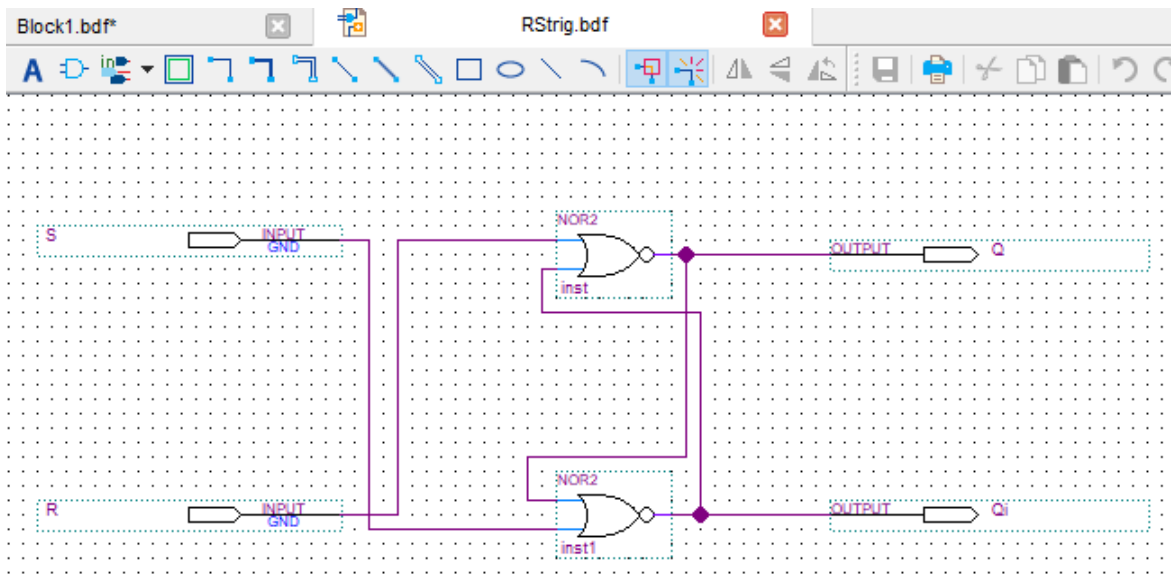 Block1.bdf*
RStrig.bdf
A
in
NOR2
S
INPUT
GND
OUTPUT
Q
inst
NOR2
R
INPUT
GND
OUTPUT
Qi
inst1